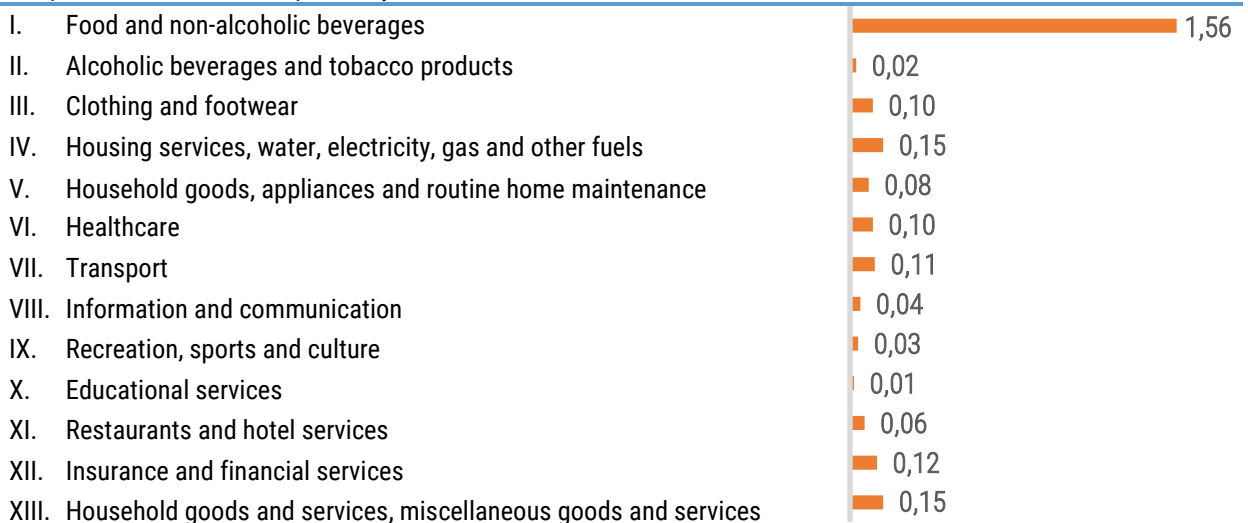 I. Food and non-alcoholic beverages 1,56
II. Alcoholic beverages and tobacco products 0,02
III. Clothing and footwear 0,10
IV. Housing services, water, electricity, gas and other fuels 0,15
V. Household goods, appliances and routine home maintenance 0,08
VI. Healthcare 0,10
VII. Transport 0,11
VIII. Information and communication 0,04
IX. Recreation, sports and culture 0,03
X. Educational services 0,01
XI. Restaurants and hotel services 0,06
XII. Insurance and financial services 0,12
XIII. Household goods and services, miscellaneous goods and services 0,15